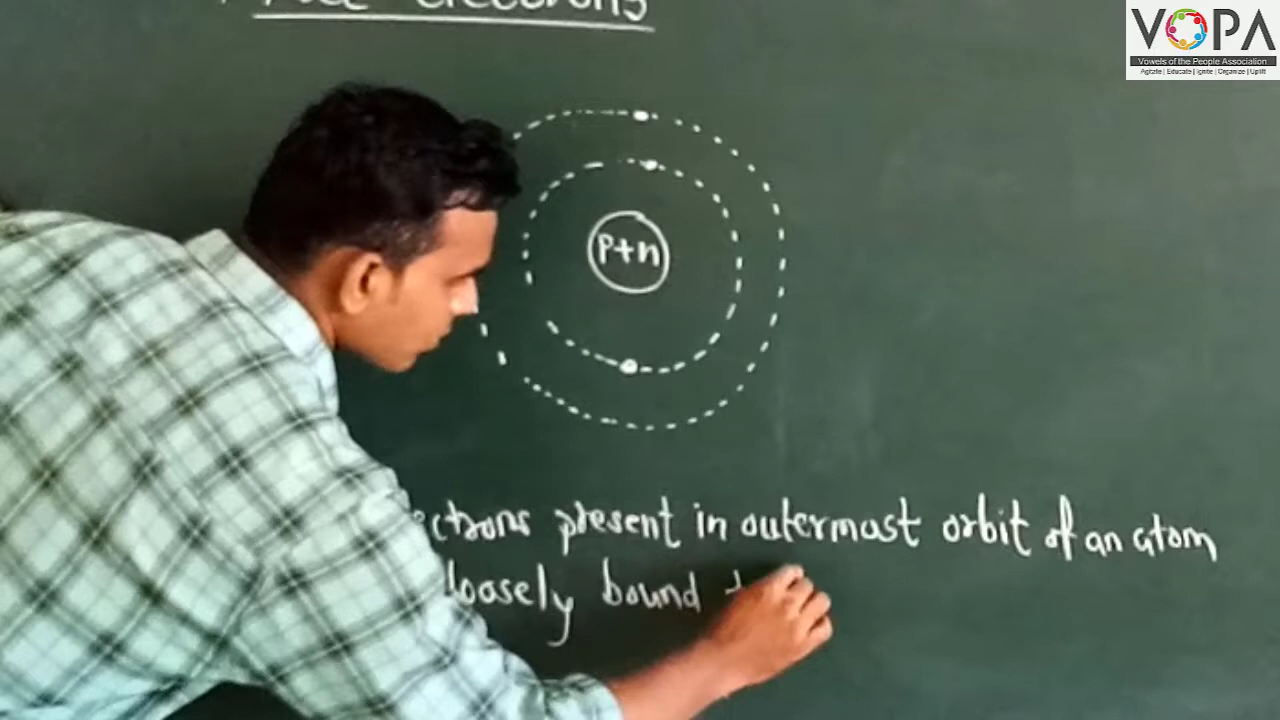 electrons
VOPA
Vowels of the People Association
Agitate | Educate | Ignite | Organize | Uplift
P+n
ectrons present in outermost orbit of an atom
loosely bound